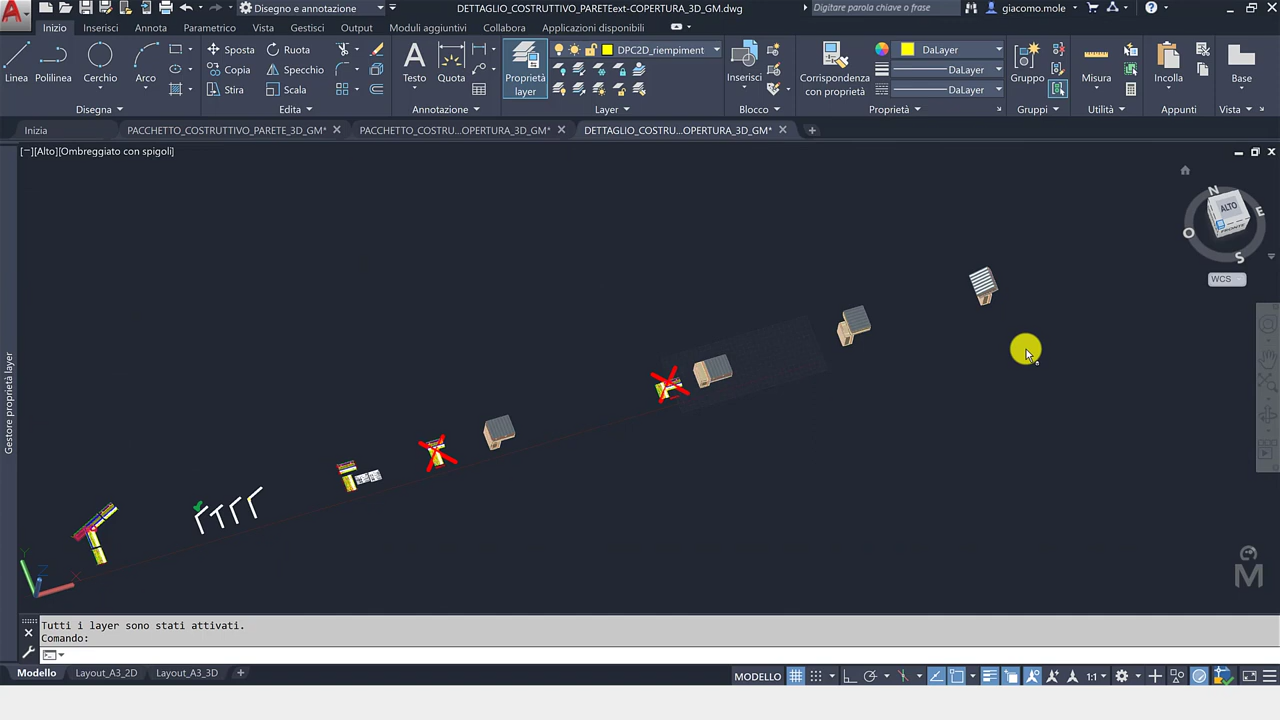 Disegno e annotazione
DETTAGLIO_COSTRUTTIVO_PARETEext-COPERTURA_3D_GM.dwg
Digitare parola chiave o frase
giacomo.mole
Inizio Inserisci Annota Parametrico Vista Gestisci Output Moduli aggiuntivi Collabora Applicazioni disponibili
Linea Polilinea Cerchio Arco
Sposta Ruota
Copia Specchio
Stira Scala
Testo Quota
Proprietà layer
DPC2D_riempiment
Inserisci
Corrispondenza con proprietà
DaLayer
DaLayer
DaLayer
Gruppo Misura Incolla Base
Disegna Edita Annotazione Layer Blocco Proprietà Gruppi Utilità Appunti Vista
Inizia PACCHETTO_COSTRUTTIVO_PARETE_3D_GM* PACCHETTO_COSTRU...OPERTURA_3D_GM* DETTAGLIO_COSTRU...OPERTURA_3D_GM*
[−][Alto][Ombreggiato con spigoli]
N
ALTO
E
O
FRONTE
S
WCS
Gestore proprietà layer
Y
Z
X
M
Tutti i layer sono stati attivati.
Comando:
Modello Layout_A3_2D Layout_A3_3D
MODELLO
1:1